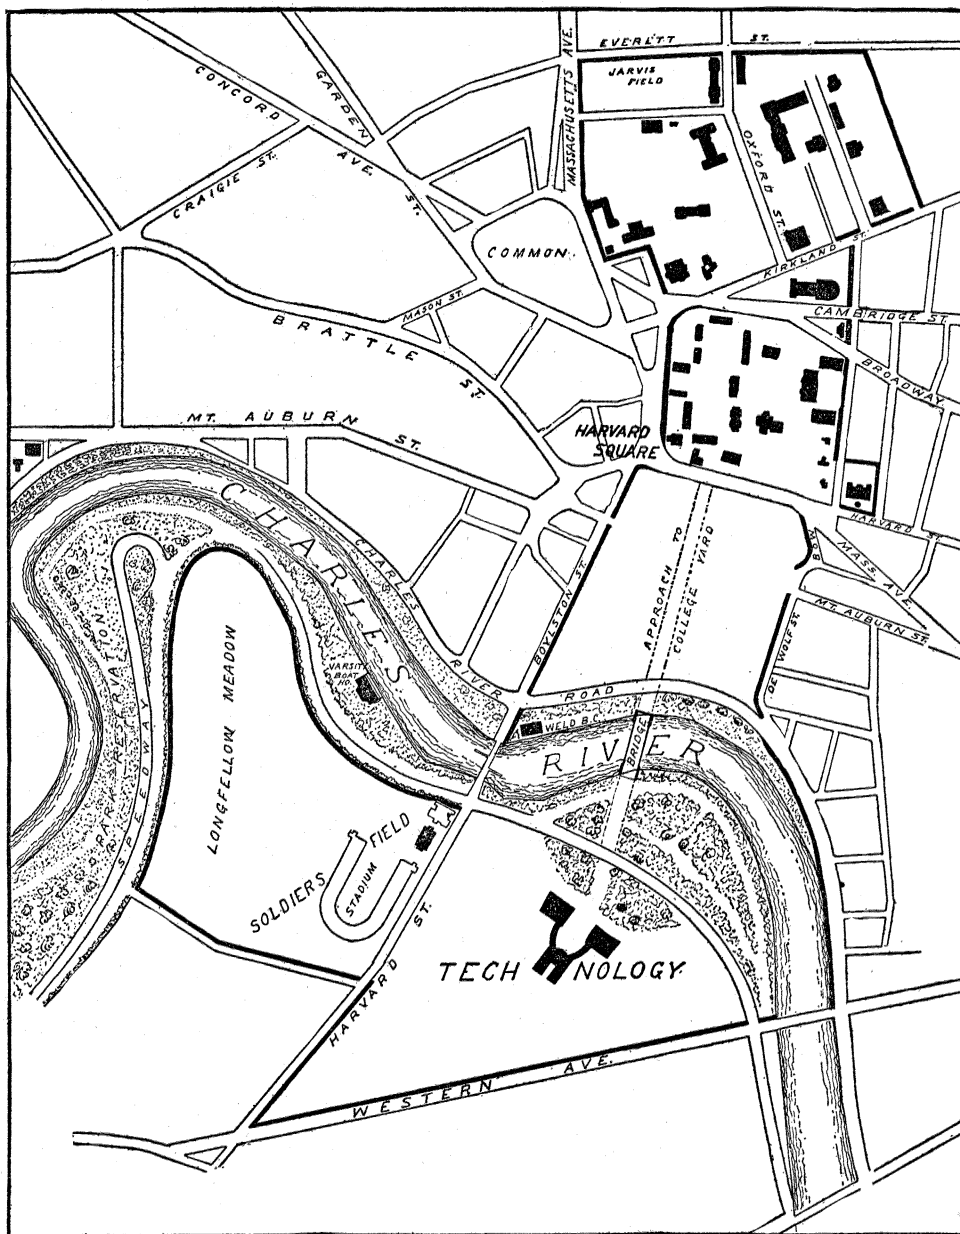 EVERETT ST.
JARVIS
FIELD
MASSACHUSETTS AVE.
CONCORD AVE.
GARDEN ST.
CRAIGIE ST.
OXFORD ST.
KIRKLAND ST.
COMMON
MASON ST.
CAMBRIDGE ST.
BROADWAY
BRATTLE ST.
MT. AUBURN ST.
HARVARD
SQUARE
HARVARD ST.
MASS. AVE.
MT. AUBURN ST.
CHARLES RIVER
CHARLES RIVER ROAD
BOYLSTON ST.
APPROACH TO
COLLEGE YARD
DE WOLF ST.
PARK RESERVATION
SPEEDWAY
LONGFELLOW MEADOW
VARSITY
BOAT
HO.
WELD B.C.
BRIDGE
SOLDIERS FIELD
STADIUM
TECHNOLOGY
HARVARD ST.
WESTERN AVE.